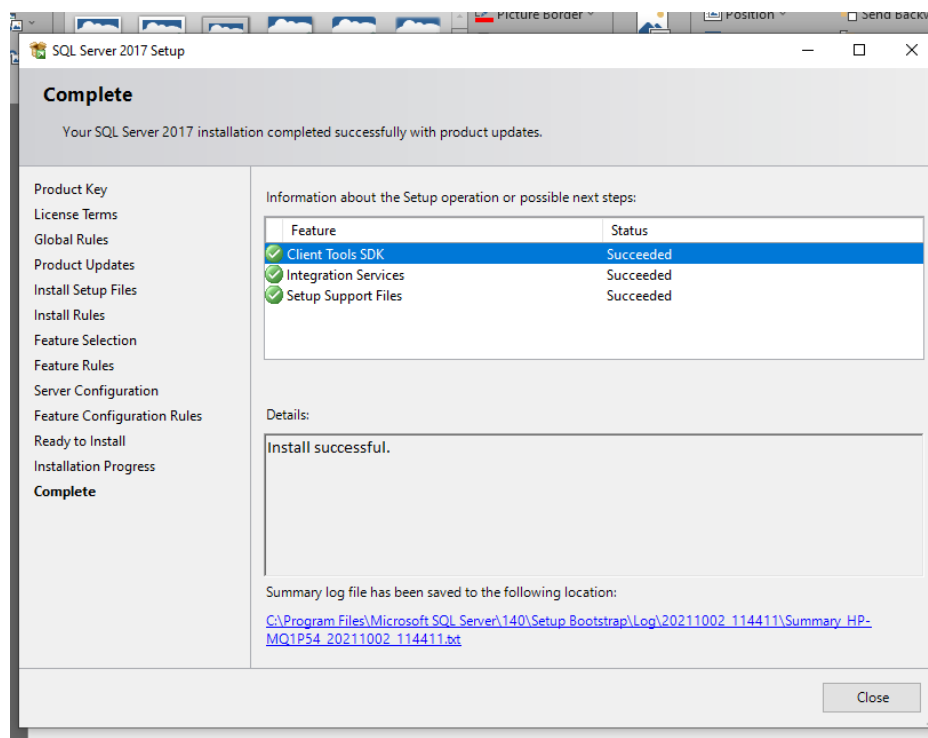 Picture Border
Position
Send Backw
SQL Server 2017 Setup
Complete
Your SQL Server 2017 installation completed successfully with product updates.
Product Key
License Terms
Global Rules
Product Updates
Install Setup Files
Install Rules
Feature Selection
Feature Rules
Server Configuration
Feature Configuration Rules
Ready to Install
Installation Progress
Complete
Information about the Setup operation or possible next steps:
Feature Status
Client Tools SDK Succeeded
Integration Services Succeeded
Setup Support Files Succeeded
Details:
Install successful.
Summary log file has been saved to the following location:
C:\Program Files\Microsoft SQL Server\140\Setup Bootstrap\Log\20211002_114411\Summary_HP-
MQ1P54_20211002_114411.txt
Close